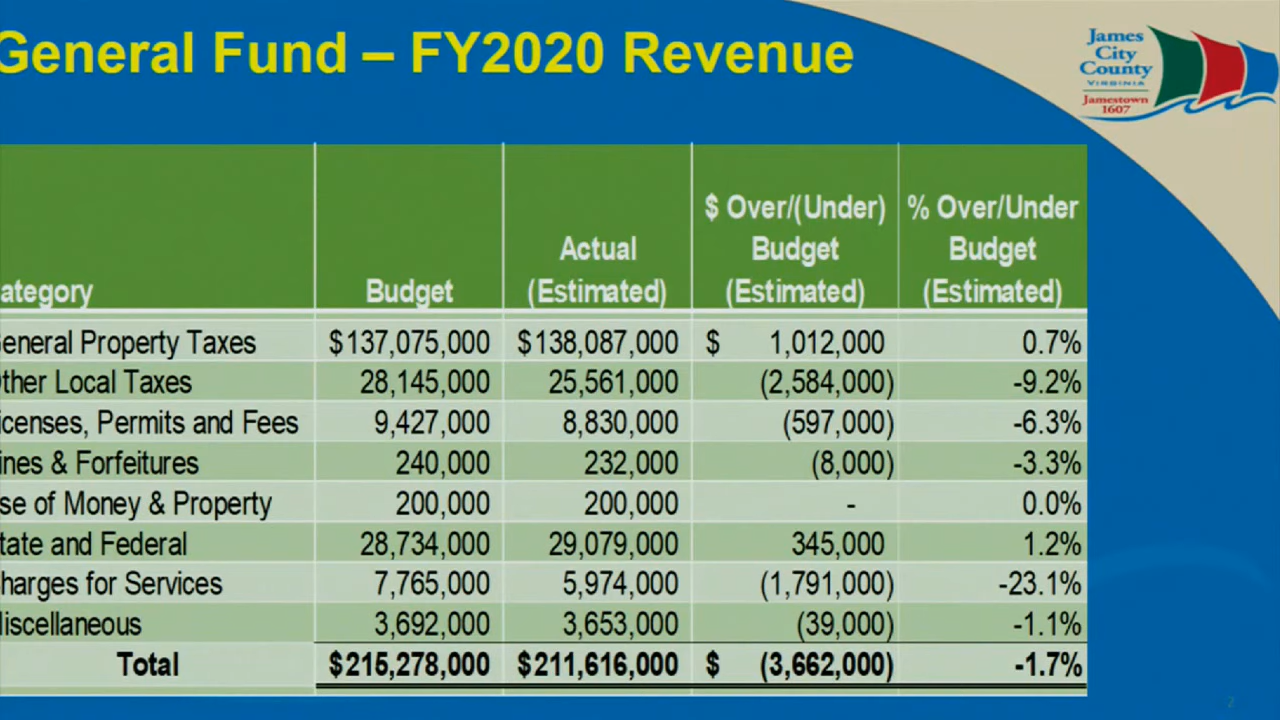 General Fund – FY2020 Revenue
James
City
County
VIRGINIA
Jamestown
1607
ategory Budget Actual (Estimated) $ Over/(Under) Budget (Estimated) % Over/Under Budget (Estimated)
eneral Property Taxes $137,075,000 $138,087,000 $ 1,012,000 0.7%
ther Local Taxes 28,145,000 25,561,000 (2,584,000) -9.2%
icenses, Permits and Fees 9,427,000 8,830,000 (597,000) -6.3%
ines & Forfeitures 240,000 232,000 (8,000) -3.3%
se of Money & Property 200,000 200,000 - 0.0%
tate and Federal 28,734,000 29,079,000 345,000 1.2%
harges for Services 7,765,000 5,974,000 (1,791,000) -23.1%
iscellaneous 3,692,000 3,653,000 (39,000) -1.1%
Total $215,278,000 $211,616,000 $ (3,662,000) -1.7%
2